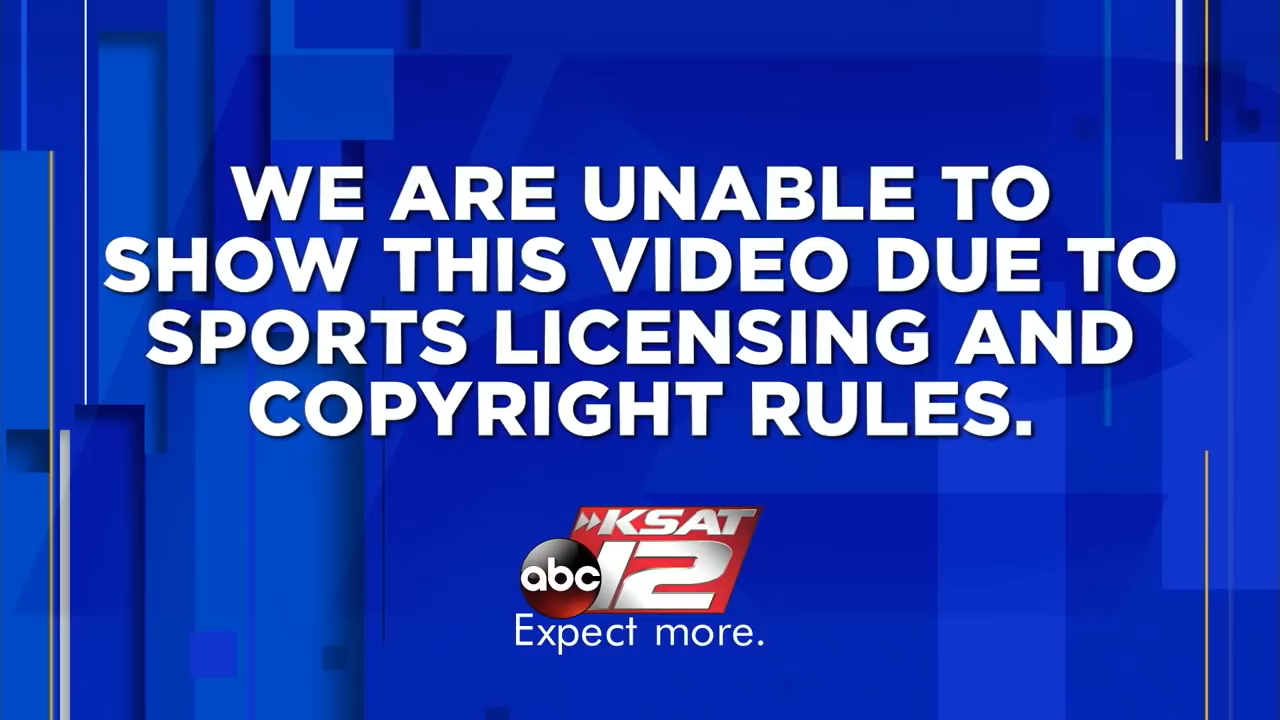 WE ARE UNABLE TO
SHOW THIS VIDEO DUE TO
SPORTS LICENSING AND
COPYRIGHT RULES.
KSAT
abc 12
Expect more.